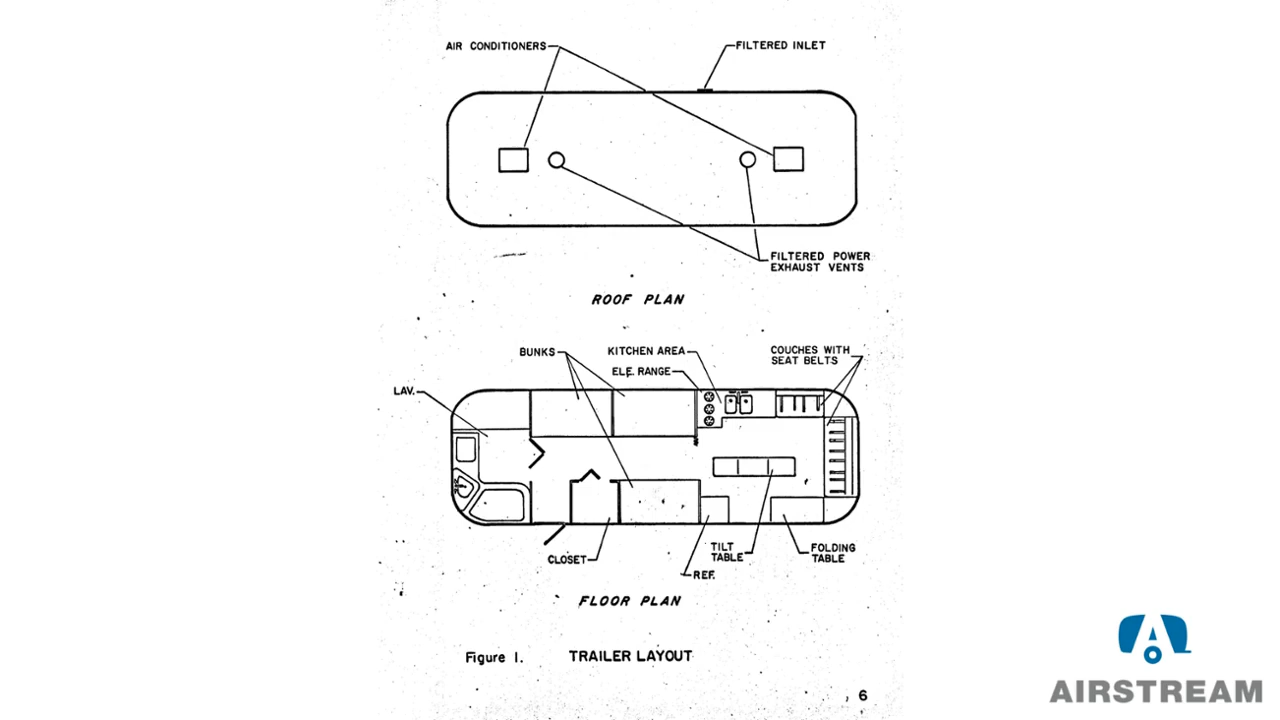 AIR CONDITIONERS
FILTERED INLET
FILTERED POWER
EXHAUST VENTS
ROOF PLAN
BUNKS
KITCHEN AREA
ELE. RANGE
COUCHES WITH
SEAT BELTS
LAV.
CLOSET
TILT
TABLE
FOLDING
TABLE
REF.
FLOOR PLAN
Figure 1. TRAILER LAYOUT
6
AIRSTREAM